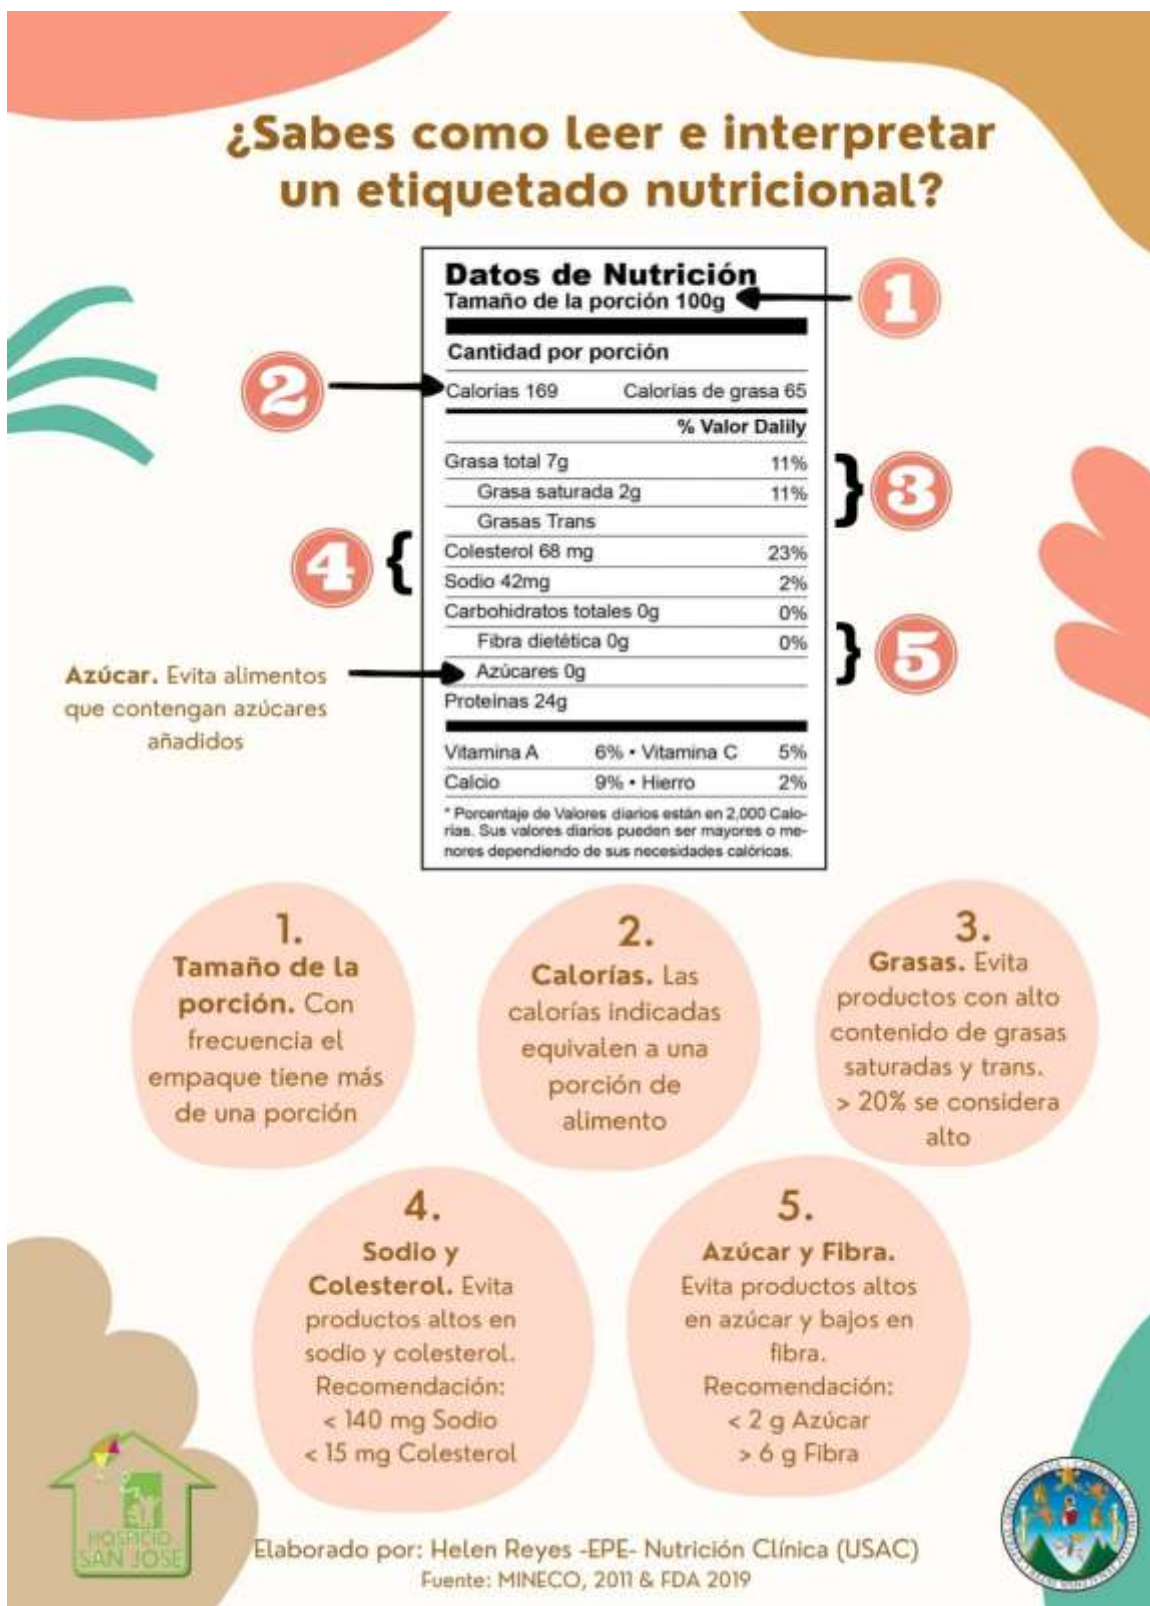 ¿Sabes como leer e interpretar
un etiquetado nutricional?
Datos de Nutrición
Tamaño de la porción 100g
1
Cantidad por porción
2
Calorías 169 Calorías de grasa 65
% Valor Dalily
Grasa total 7g 11%
Grasa saturada 2g 11%
3
Grasas Trans
4
Colesterol 68 mg 23%
Sodio 42mg 2%
Carbohidratos totales 0g 0%
Fibra dietética 0g 0%
5
Azúcares 0g
Azúcar. Evita alimentos
que contengan azúcares
añadidos
Proteínas 24g
Vitamina A 6% • Vitamina C 5%
Calcio 9% • Hierro 2%
* Porcentaje de Valores diarios están en 2,000 Calo-
rías. Sus valores diarios pueden ser mayores o me-
nores dependiendo de sus necesidades calóricas.
1.
Tamaño de la
porción. Con
frecuencia el
empaque tiene más
de una porción
2.
Calorías. Las
calorías indicadas
equivalen a una
porción de
alimento
3.
Grasas. Evita
productos con alto
contenido de grasas
saturadas y trans.
> 20% se considera
alto
4.
Sodio y
Colesterol. Evita
productos altos en
sodio y colesterol.
Recomendación:
< 140 mg Sodio
< 15 mg Colesterol
5.
Azúcar y Fibra.
Evita productos altos
en azúcar y bajos en
fibra.
Recomendación:
< 2 g Azúcar
> 6 g Fibra
HOSPICIO
SAN JOSE
Elaborado por: Helen Reyes -EPE- Nutrición Clínica (USAC)
Fuente: MINECO, 2011 & FDA 2019